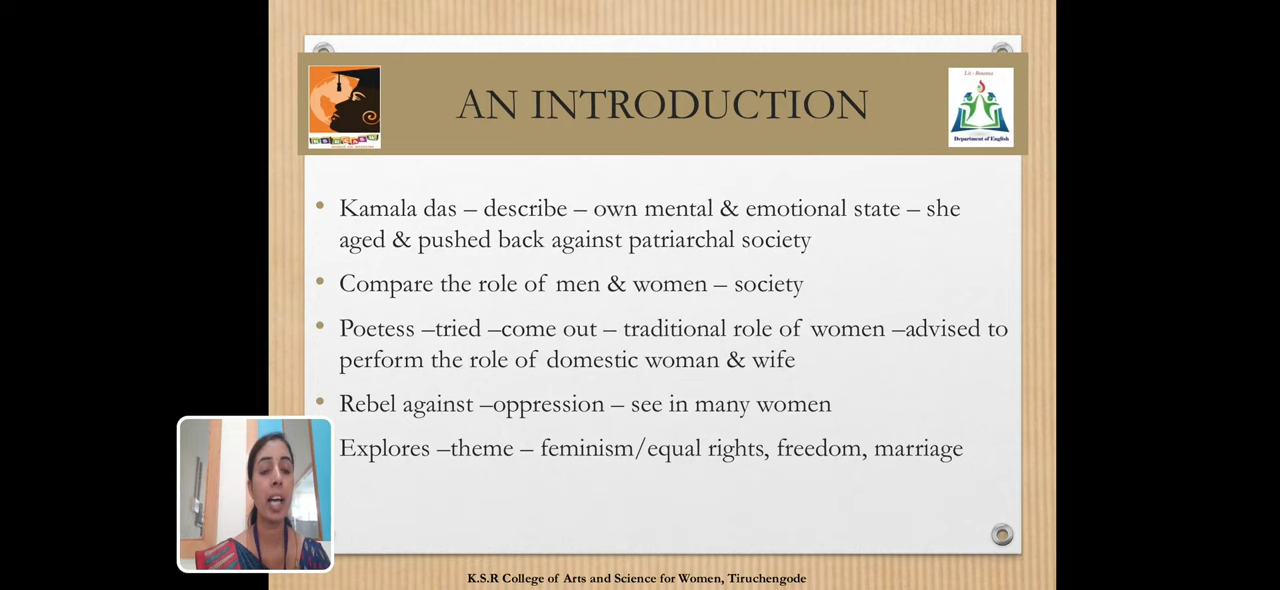 Lit - Benansa
Department of English
AN INTRODUCTION
Kamala das – describe – own mental & emotional state – she
aged & pushed back against patriarchal society
Compare the role of men & women – society
Poetess –tried –come out – traditional role of women –advised to
perform the role of domestic woman & wife
Rebel against –oppression – see in many women
Explores –theme – feminism/equal rights, freedom, marriage
K.S.R College of Arts and Science for Women, Tiruchengode